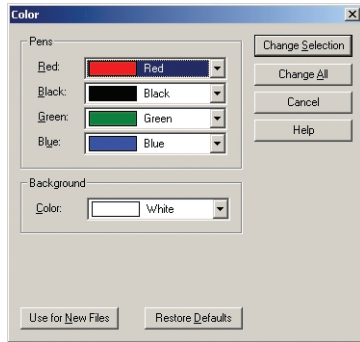 Color
Pens
Change Selection
Red: Red
Change All
Black: Black
Cancel
Green: Green
Help
Blue: Blue
Background
Color: White
Use for New Files
Restore Defaults